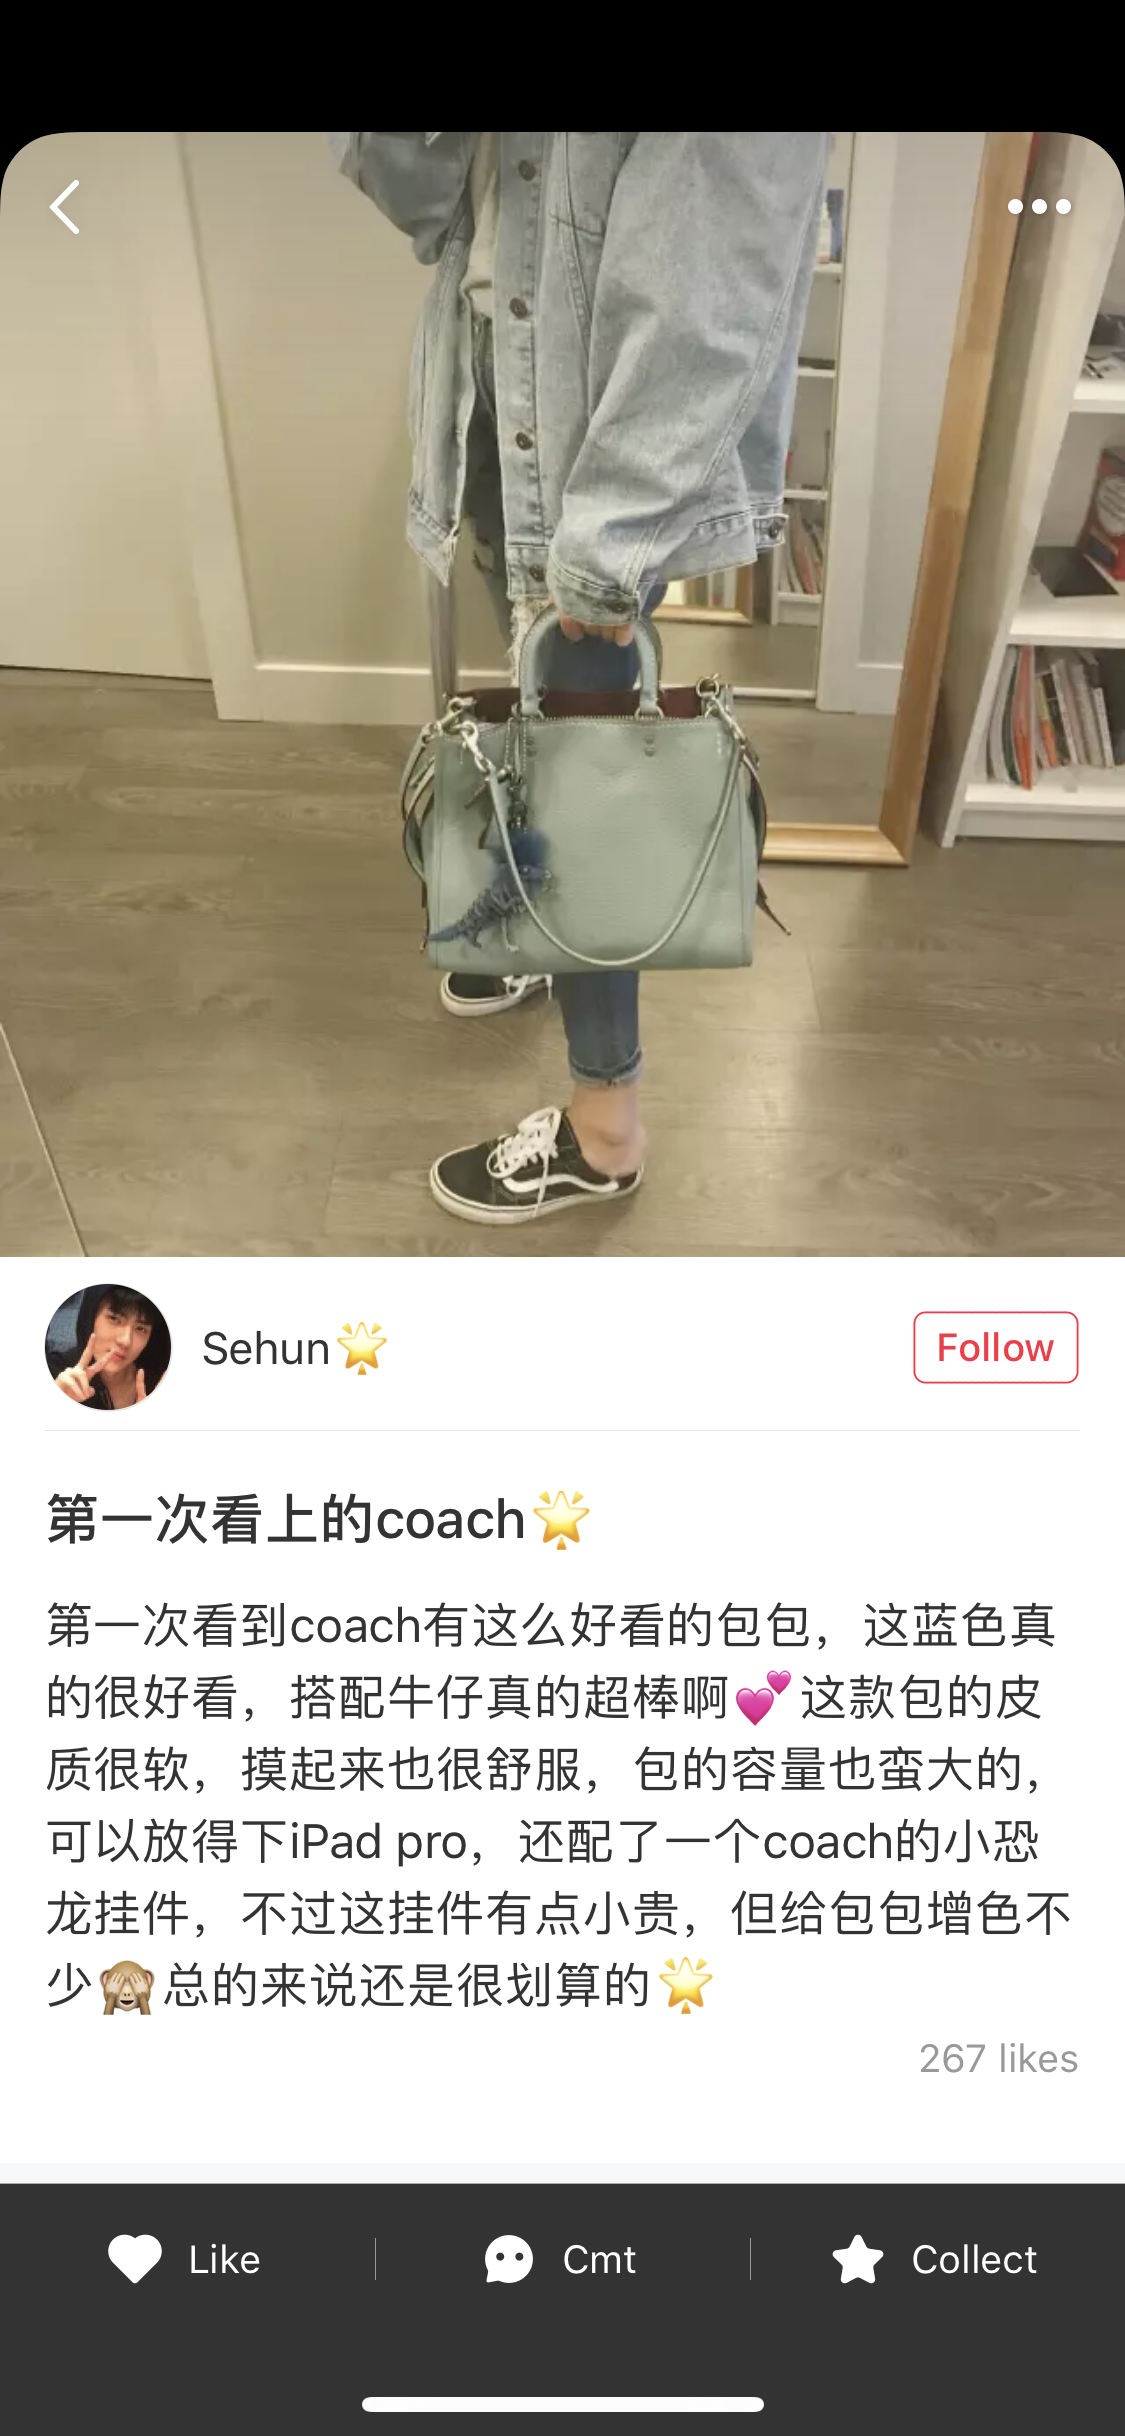 Sehun🌟
Follow
第一次看上的coach🌟
第一次看到coach有这么好看的包包，这蓝色真
的很好看，搭配牛仔真的超棒啊💕这款包的皮
质很软，摸起来也很舒服，包的容量也蛮大的，
可以放得下iPad pro，还配了一个coach的小恐
龙挂件，不过这挂件有点小贵，但给包包增色不
少🙈总的来说还是很划算的🌟
267 likes
Like
Cmt
Collect